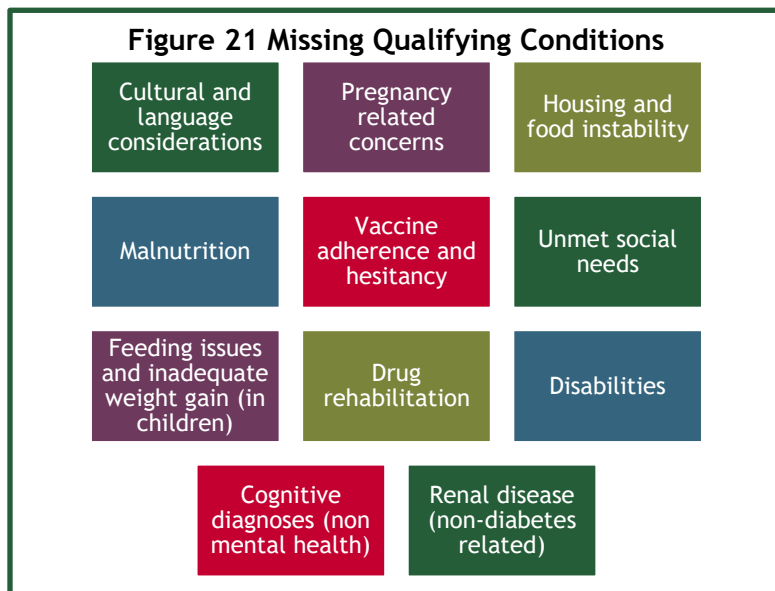 Figure 21 Missing Qualifying Conditions
Cultural and
language
considerations
Pregnancy
related
concerns
Housing and
food instability
Malnutrition
Vaccine
adherence and
hesitancy
Unmet social
needs
Feeding issues
and inadequate
weight gain (in
children)
Drug
rehabilitation
Disabilities
Cognitive
diagnoses (non
mental health)
Renal disease
(non-diabetes
related)